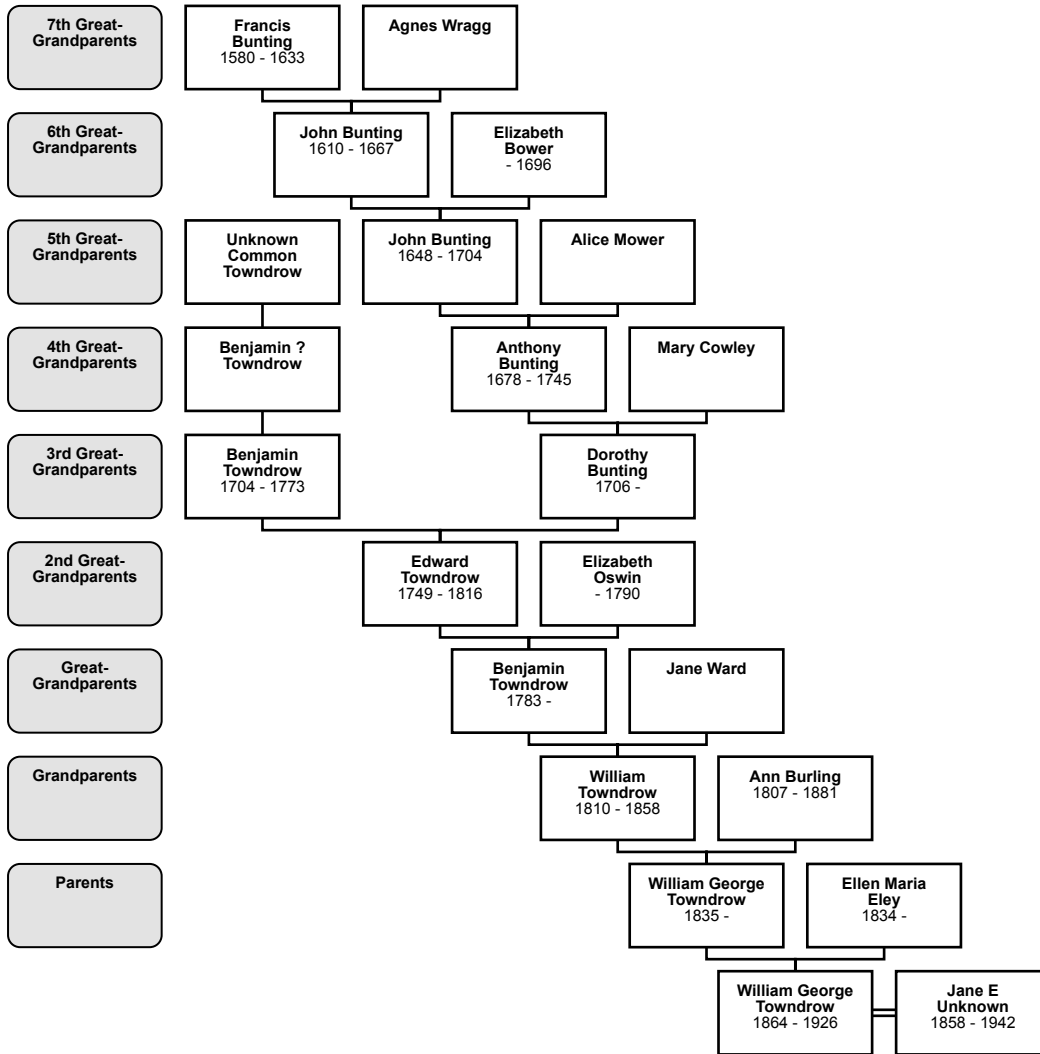 7th Great-
Grandparents
Francis
Bunting
1580 - 1633
Agnes Wragg
6th Great-
Grandparents
John Bunting
1610 - 1667
Elizabeth
Bower
- 1696
5th Great-
Grandparents
Unknown
Common
Towndrow
John Bunting
1648 - 1704
Alice Mower
4th Great-
Grandparents
Benjamin ?
Towndrow
Anthony
Bunting
1678 - 1745
Mary Cowley
3rd Great-
Grandparents
Benjamin
Towndrow
1704 - 1773
Dorothy
Bunting
1706 -
2nd Great-
Grandparents
Edward
Towndrow
1749 - 1816
Elizabeth
Oswin
- 1790
Great-
Grandparents
Benjamin
Towndrow
1783 -
Jane Ward
Grandparents
William
Towndrow
1810 - 1858
Ann Burling
1807 - 1881
Parents
William George
Towndrow
1835 -
Ellen Maria
Eley
1834 -
William George
Towndrow
1864 - 1926
Jane E
Unknown
1858 - 1942